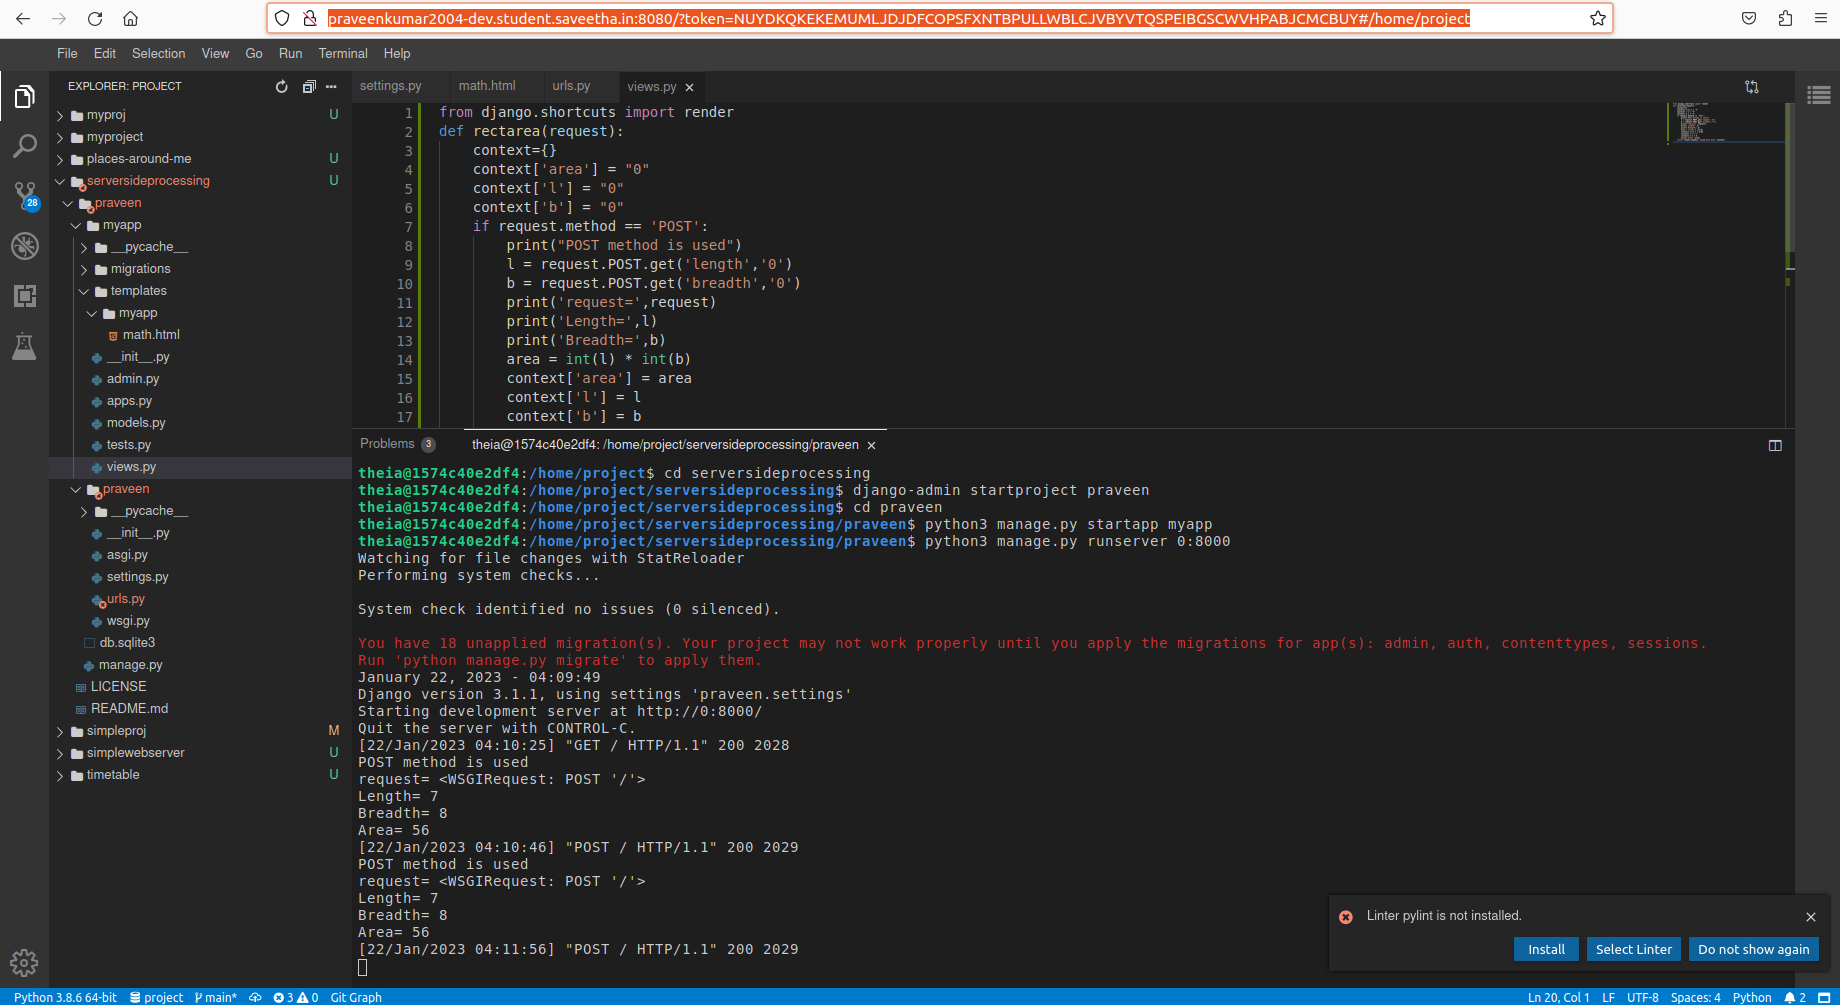 praveenkumar2004-dev.student.saveetha.in:8080/?token=NUYDKQKEKEMUMLJDJDFCOPSFXNTBPULLWBLCJVBYVTQSPEIBGSCWVHPABJCMCBUY#/home/project
File Edit Selection View Go Run Terminal Help
EXPLORER: PROJECT
myproj U
myproject
places-around-me U
serversideprocessing U
praveen
myapp
__pycache__
migrations
templates
myapp
math.html
__init__.py
admin.py
apps.py
models.py
tests.py
views.py
praveen
__pycache__
__init__.py
asgi.py
settings.py
urls.py
wsgi.py
db.sqlite3
manage.py
LICENSE
README.md
simpleproj M
simplewebserver U
timetable U
28
settings.py math.html urls.py views.py
1 from django.shortcuts import render
2 def rectarea(request):
3 context={}
4 context['area'] = "0"
5 context['l'] = "0"
6 context['b'] = "0"
7 if request.method == 'POST':
8 print("POST method is used")
9 l = request.POST.get('length','0')
10 b = request.POST.get('breadth','0')
11 print('request=',request)
12 print('Length=',l)
13 print('Breadth=',b)
14 area = int(l) * int(b)
15 context['area'] = area
16 context['l'] = l
17 context['b'] = b
Problems 3 theia@1574c40e2df4: /home/project/serversideprocessing/praveen
theia@1574c40e2df4:/home/project$ cd serversideprocessing
theia@1574c40e2df4:/home/project/serversideprocessing$ django-admin startproject praveen
theia@1574c40e2df4:/home/project/serversideprocessing$ cd praveen
theia@1574c40e2df4:/home/project/serversideprocessing/praveen$ python3 manage.py startapp myapp
theia@1574c40e2df4:/home/project/serversideprocessing/praveen$ python3 manage.py runserver 0:8000
Watching for file changes with StatReloader
Performing system checks...
System check identified no issues (0 silenced).
You have 18 unapplied migration(s). Your project may not work properly until you apply the migrations for app(s): admin, auth, contenttypes, sessions.
Run 'python manage.py migrate' to apply them.
January 22, 2023 - 04:09:49
Django version 3.1.1, using settings 'praveen.settings'
Starting development server at http://0:8000/
Quit the server with CONTROL-C.
[22/Jan/2023 04:10:25] "GET / HTTP/1.1" 200 2028
POST method is used
request= <WSGIRequest: POST '/'>
Length= 7
Breadth= 8
Area= 56
[22/Jan/2023 04:10:46] "POST / HTTP/1.1" 200 2029
POST method is used
request= <WSGIRequest: POST '/'>
Length= 7
Breadth= 8
Area= 56
[22/Jan/2023 04:11:56] "POST / HTTP/1.1" 200 2029
Linter pylint is not installed.
Install Select Linter Do not show again
Python 3.8.6 64-bit project main* 3 0 Git Graph Ln 20, Col 1 LF UTF-8 Spaces: 4 Python 2